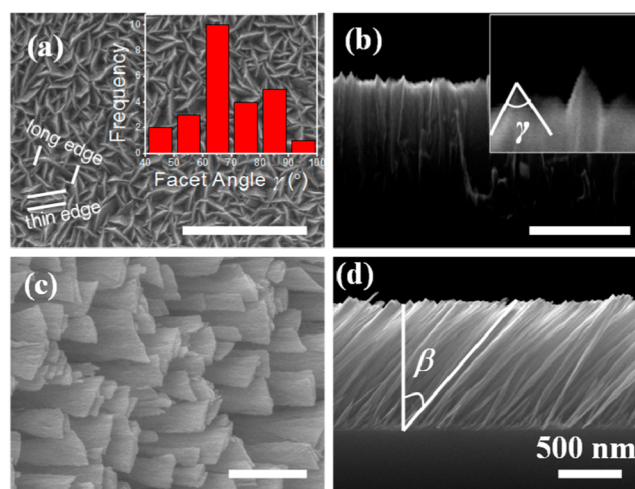 (a)
long edge
thin edge
Frequency
10
8
6
4
2
0
40 50 60 70 80 90 100
Facet Angle γ (°)
(b)
γ
(c)
(d)
β
500 nm